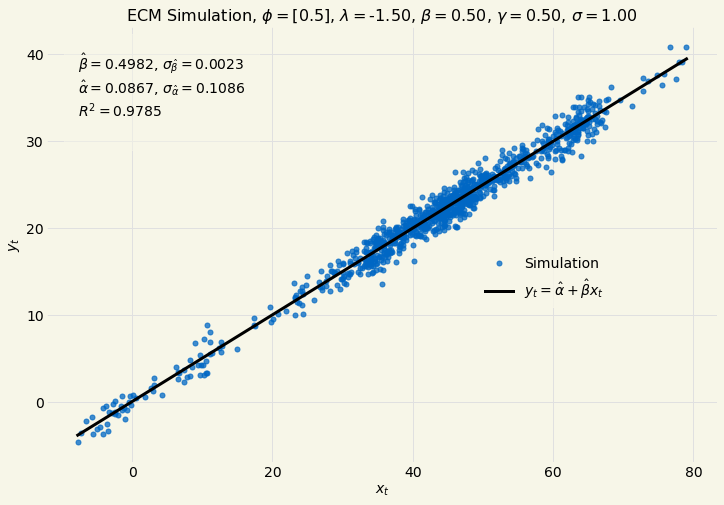 ECM Simulation, ϕ = [0.5], λ = -1.50, β = 0.50, γ = 0.50, σ = 1.00
β̂ = 0.4982, σ_β̂ = 0.0023
α̂ = 0.0867, σ_α̂ = 0.1086
R² = 0.9785
40
30
20
10
0
y_t
Simulation
y_t = α̂ + β̂x_t
0 20 40 60 80
x_t